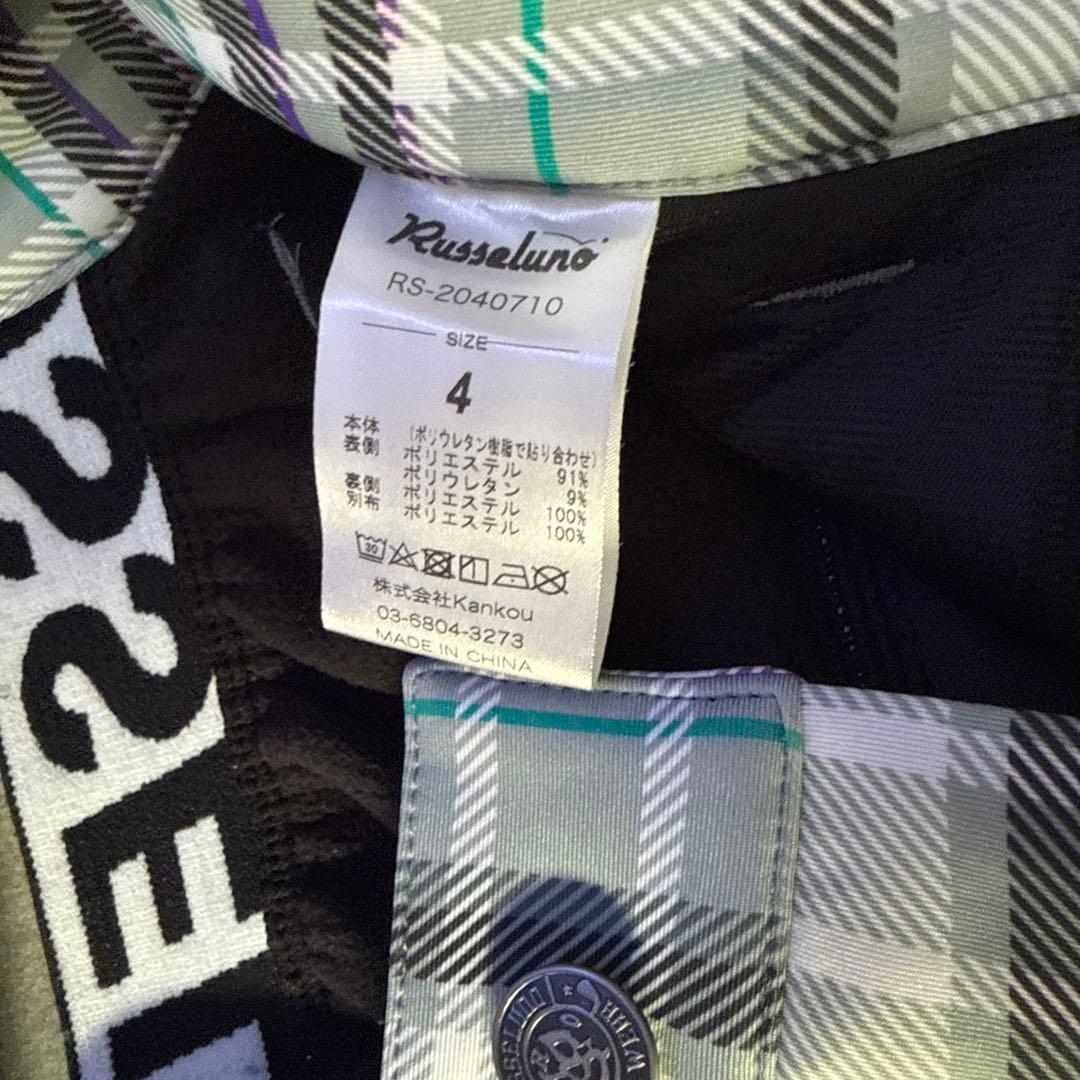 Russeluno
RS-2040710
SIZE
4
本体 (ポリウレタン樹脂で貼り合わせ)
表側 ポリエステル 91%
ポリウレタン 9%
裏側 ポリエステル 100%
別布 ポリエステル 100%
30
株式会社Kankou
03-6804-3273
MADE IN CHINA
SSE